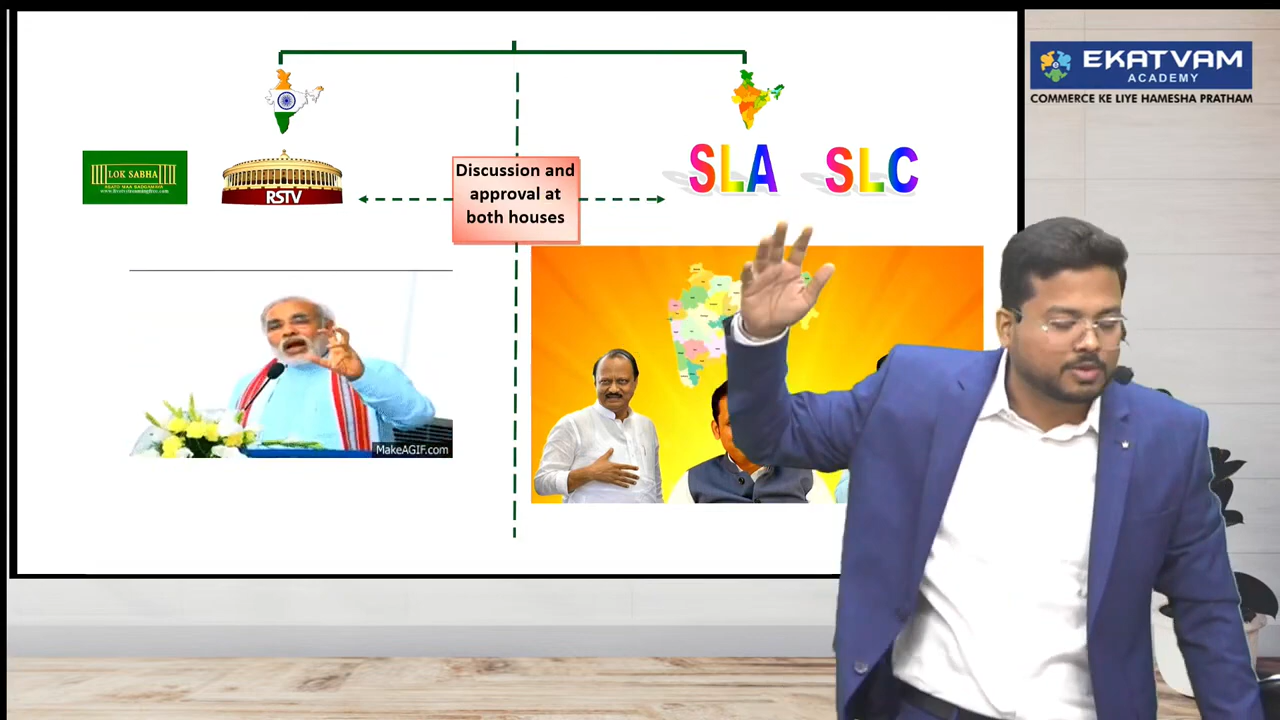 EKATVAM
ACADEMY
COMMERCE KE LIYE HAMESHA PRATHAM
LOK SABHA
RSTV
Discussion and
approval at
both houses
SLA SLC
MakeAGIF.com